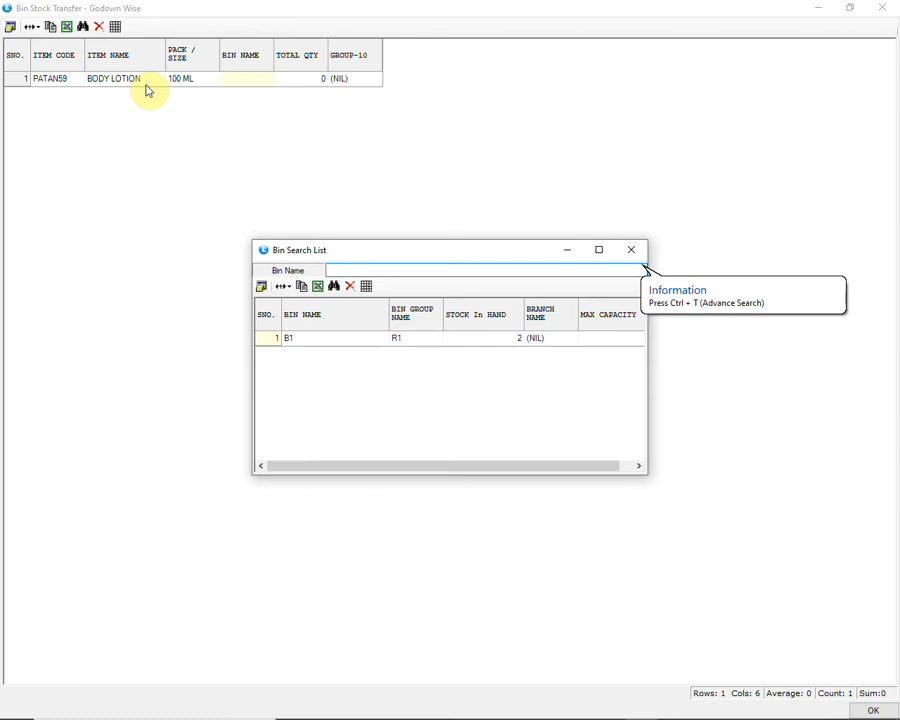 Bin Stock Transfer - Godown Wise
SNO. ITEM CODE ITEM NAME PACK / SIZE BIN NAME TOTAL QTY GROUP-10
1 PATAN59 BODY LOTION 100 ML 0 (NIL)
Bin Search List
Bin Name
Information
Press Ctrl + T (Advance Search)
SNO. BIN NAME BIN GROUP NAME STOCK In HAND BRANCH NAME MAX CAPACITY
1 B1 R1 2 (NIL)
Rows: 1 Cols: 6 Average: 0 Count: 1 Sum:0
OK